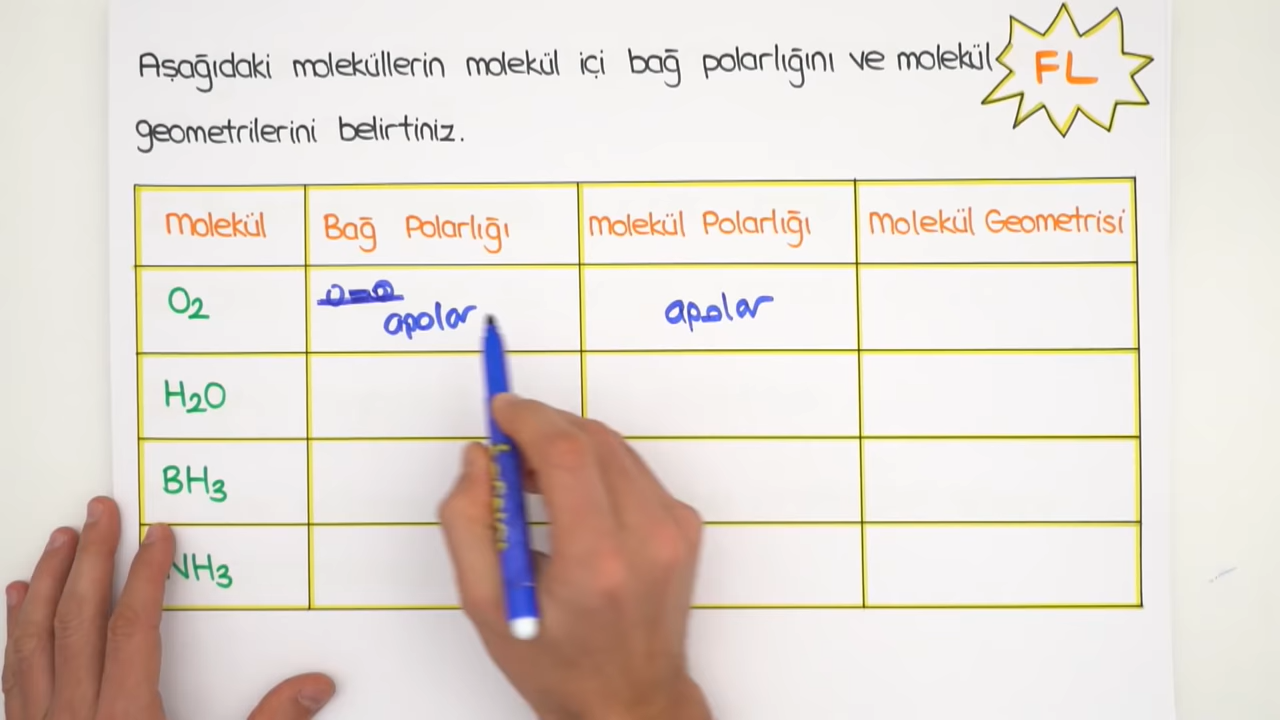 Aşağıdaki moleküllerin molekül içi bağ polarlığını ve molekül
FL
geometrilerini belirtiniz.
Molekül Bağ Polarlığı Molekül Polarlığı Molekül Geometrisi
O₂ O=O apolar apolar
H₂O
BH₃
NH₃